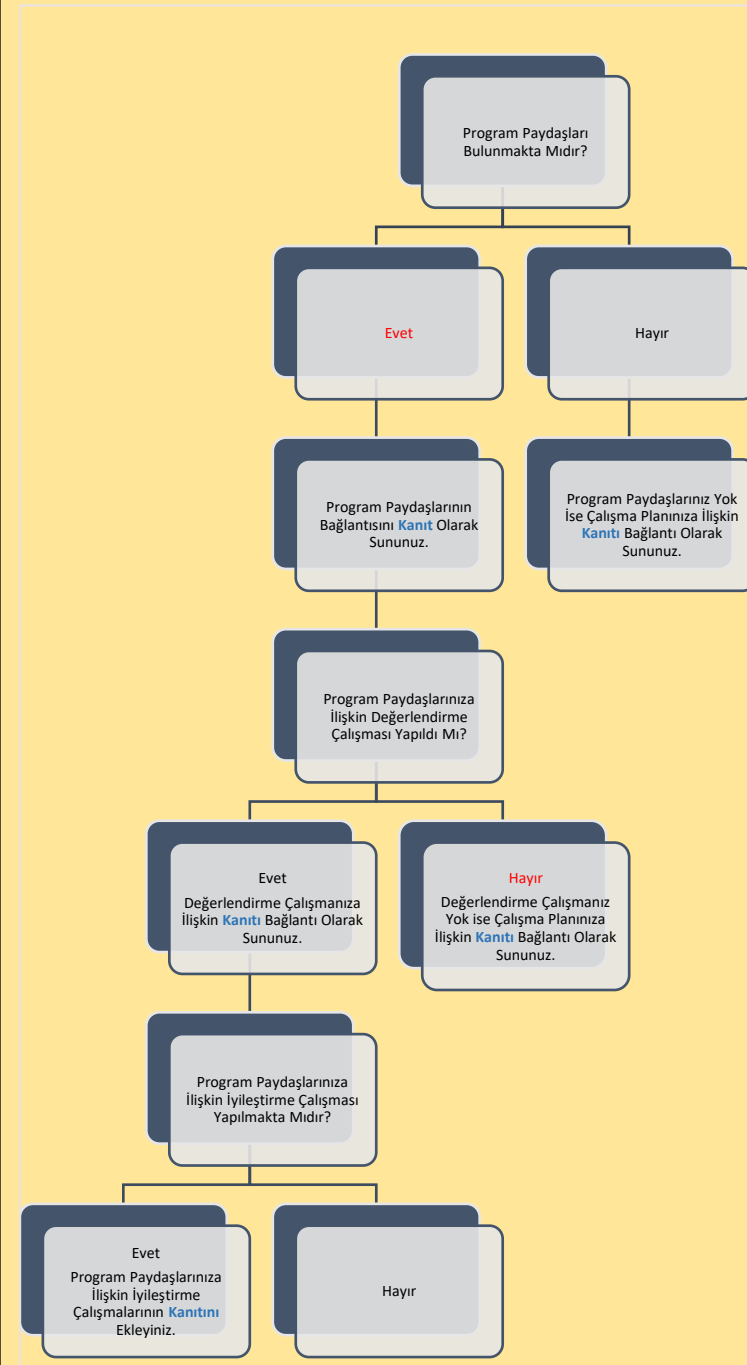 Program Paydaşları
Bulunmakta Mıdır?
Evet
Hayır
Program Paydaşlarının
Bağlantısını Kanıt Olarak
Sununuz.
Program Paydaşlarınız Yok
İse Çalışma Planınıza İlişkin
Kanıtı Bağlantı Olarak
Sununuz.
Program Paydaşlarınıza
İlişkin Değerlendirme
Çalışması Yapıldı Mı?
Evet
Değerlendirme Çalışmanıza
İlişkin Kanıtı Bağlantı Olarak
Sununuz.
Hayır
Değerlendirme Çalışmanız
Yok ise Çalışma Planınıza
İlişkin Kanıtı Bağlantı Olarak
Sununuz.
Program Paydaşlarınıza
İlişkin İyileştirme Çalışması
Yapılmakta Mıdır?
Evet
Program Paydaşlarınıza
İlişkin İyileştirme
Çalışmalarının Kanıtını
Ekleyiniz.
Hayır